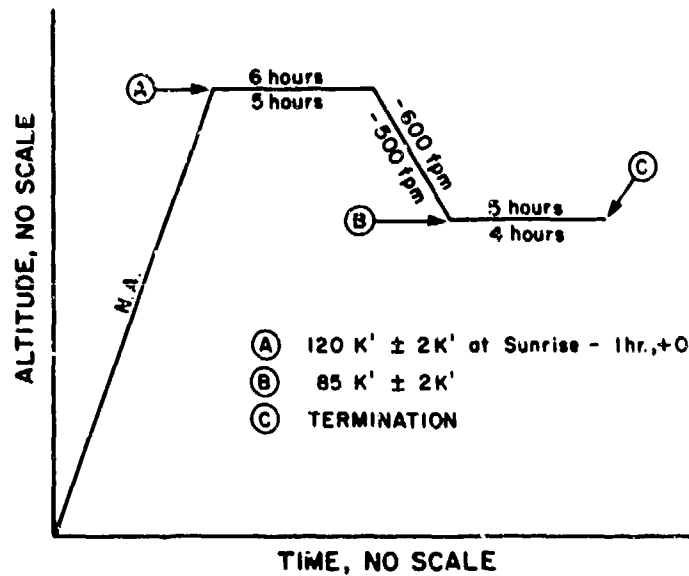 ALTITUDE, NO SCALE
A
6 hours
5 hours
-600 fpm
-500 fpm
C
B
5 hours
4 hours
N.A.
A 120 K' ± 2K' at Sunrise - 1hr.,+0
B 85 K' ± 2K'
C TERMINATION
TIME, NO SCALE